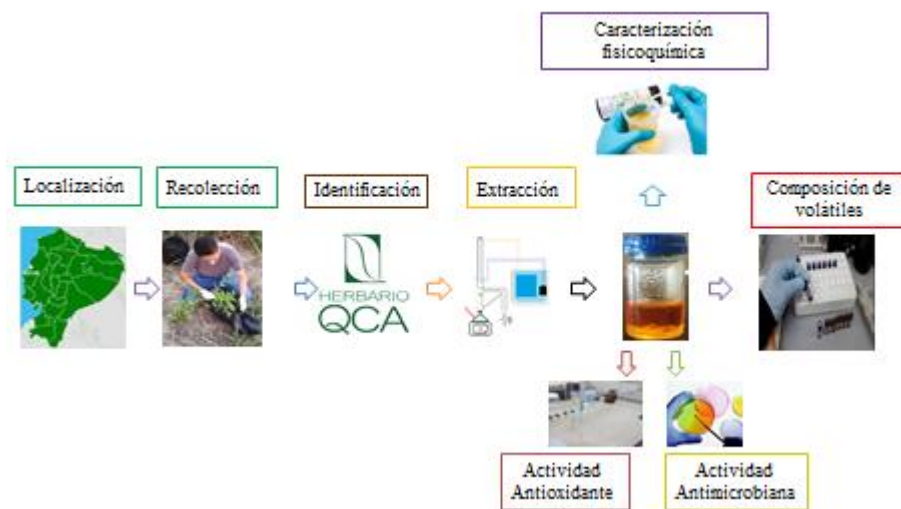 Caracterización
fisicoquímica
Localización
Recolección
Identificación
Extracción
Composición de
volátiles
HERBARIO
QCA
Actividad
Antioxidante
Actividad
Antimicrobiana